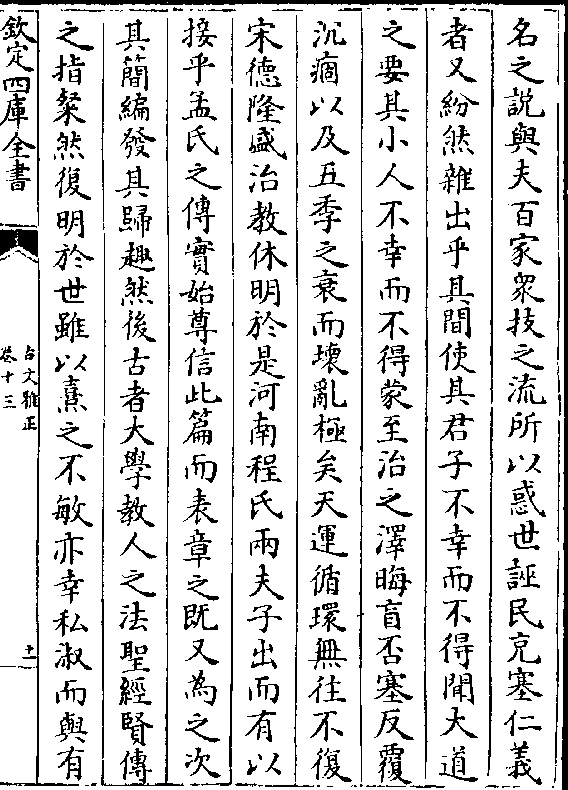 名之說與夫百家衆技之流所以惑世誣民充塞仁義
者又紛然雜出乎其間使其君子不幸而不得聞大道
之要其小人不幸而不得蒙至治之澤晦盲否塞反覆
沉痼以及五季之衰而壞亂極矣天運循環無往不復
宋德隆盛治教休明於是河南程氏兩夫子出而有以
接乎孟氏之傳實始尊信此篇而表章之既又為之次
其簡編發其歸趣然後古者大學教人之法聖經賢傳
之指粲然復明於世雖以熹之不敏亦幸私淑而與有
欽定四庫全書
古文雅正
卷十三
十一